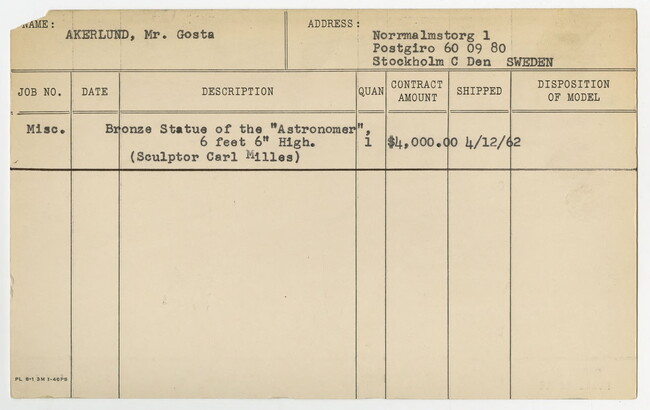 NAME:
AKERLUND, Mr. Gosta
ADDRESS:
Norrmalmstorg 1
Postgiro 60 09 80
Stockholm C Den SWEDEN
JOB NO. DATE DESCRIPTION QUAN CONTRACT AMOUNT SHIPPED DISPOSITION OF MODEL
Misc. Bronze Statue of the "Astronomer",
6 feet 6" High. 1 $4,000.00 4/12/62
(Sculptor Carl Milles)